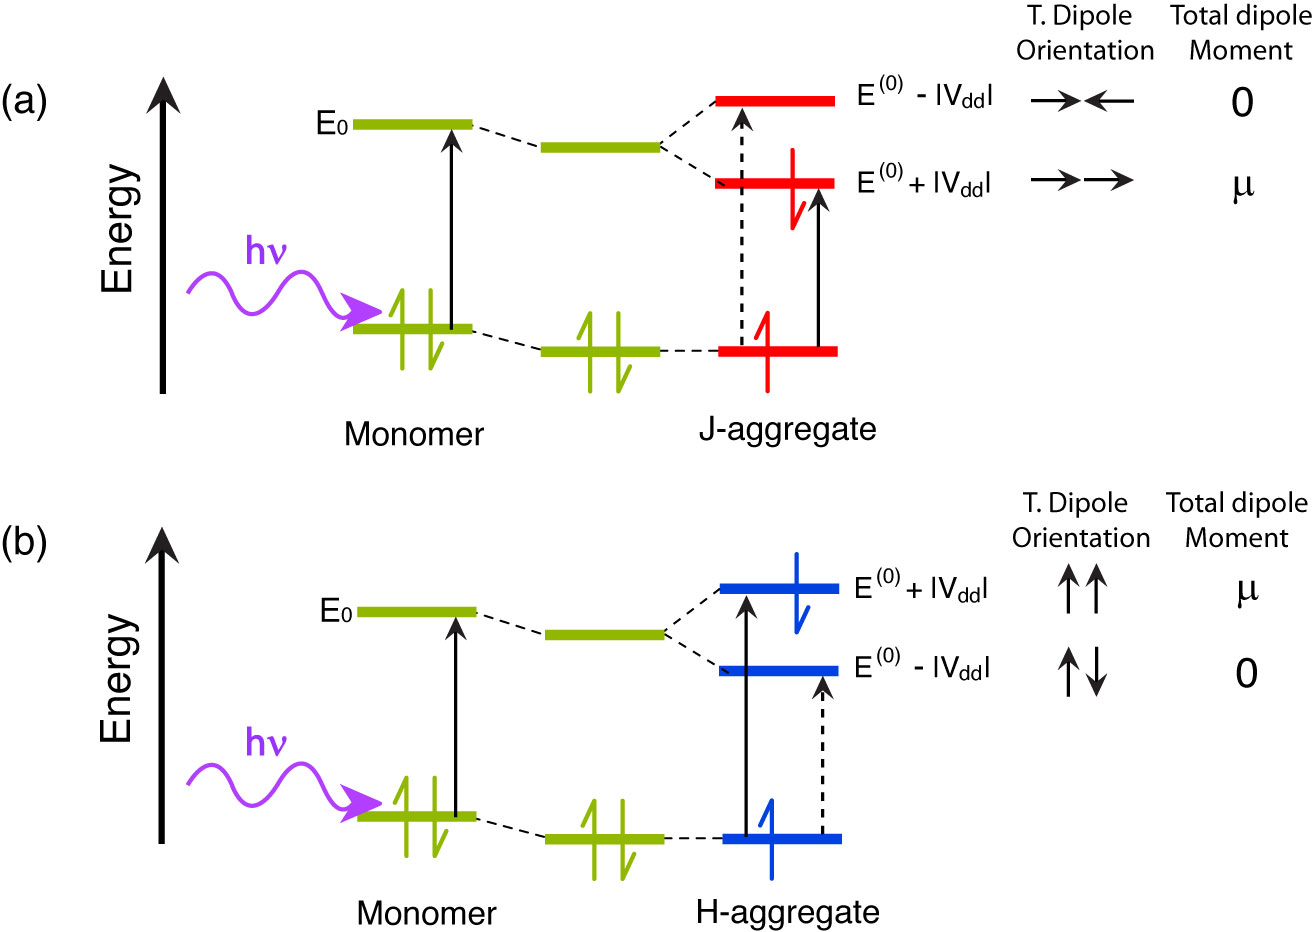 T. Dipole Total dipole
Orientation Moment
(a)
E0
E(0) - |Vdd|
0
E(0) + |Vdd|
μ
Energy
hν
Monomer
J-aggregate
T. Dipole Total dipole
Orientation Moment
(b)
E0
E(0) + |Vdd|
μ
E(0) - |Vdd|
0
Energy
hν
Monomer
H-aggregate